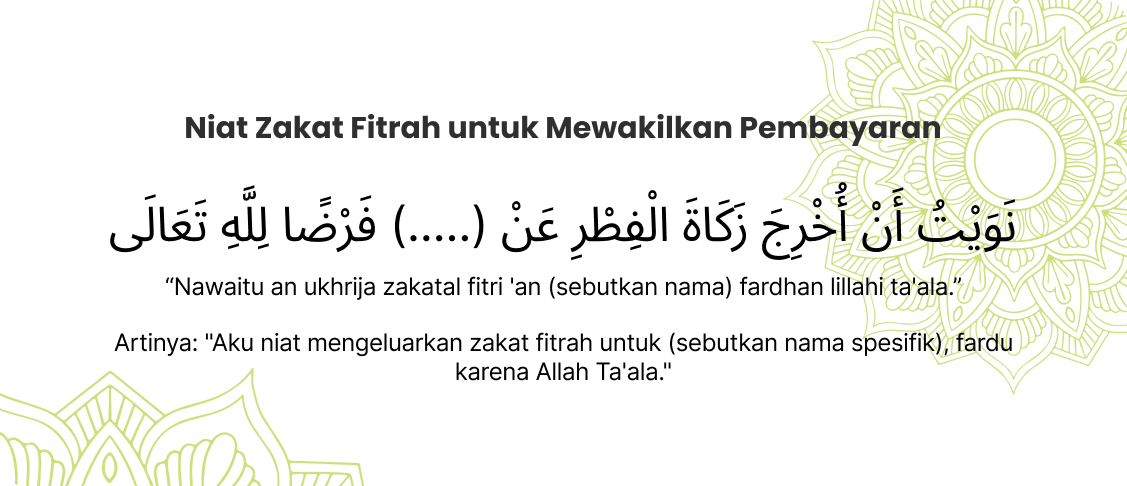 Niat Zakat Fitrah untuk Mewakilkan Pembayaran
نَوَيْتُ أَنْ أُخْرِجَ زَكَاةَ الْفِطْرِ عَنْ (.....) فَرْضًا لِلَّهِ تَعَالَى
“Nawaitu an ukhrija zakatal fitri 'an (sebutkan nama) fardhan lillahi ta'ala.”
Artinya: "Aku niat mengeluarkan zakat fitrah untuk (sebutkan nama spesifik), fardu
karena Allah Ta'ala."